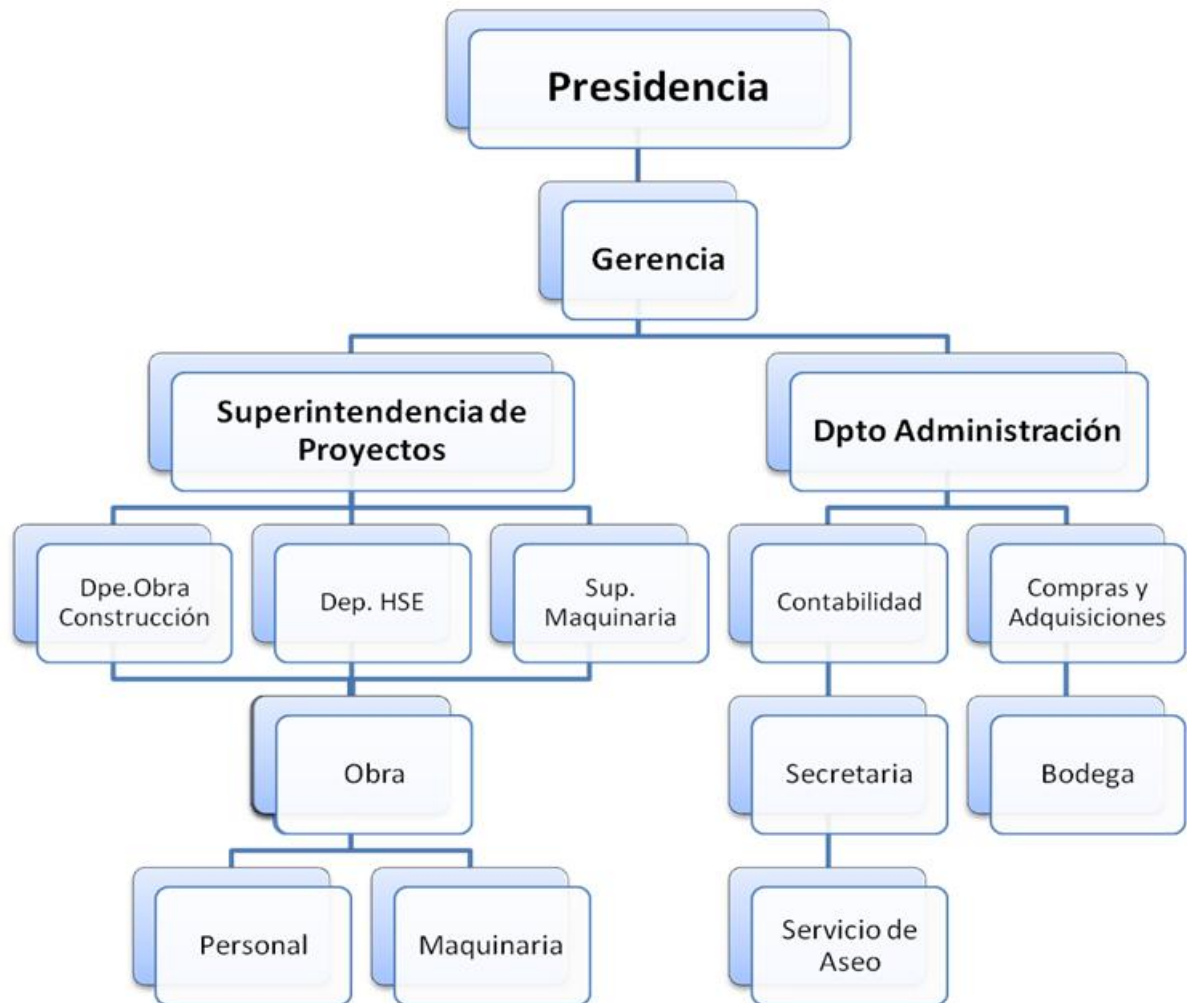 Presidencia
Gerencia
Superintendencia de
Proyectos
Dpto Administración
Dpe.Obra
Construcción
Dep. HSE
Sup.
Maquinaria
Contabilidad
Compras y
Adquisiciones
Obra
Secretaria
Bodega
Personal
Maquinaria
Servicio de
Aseo